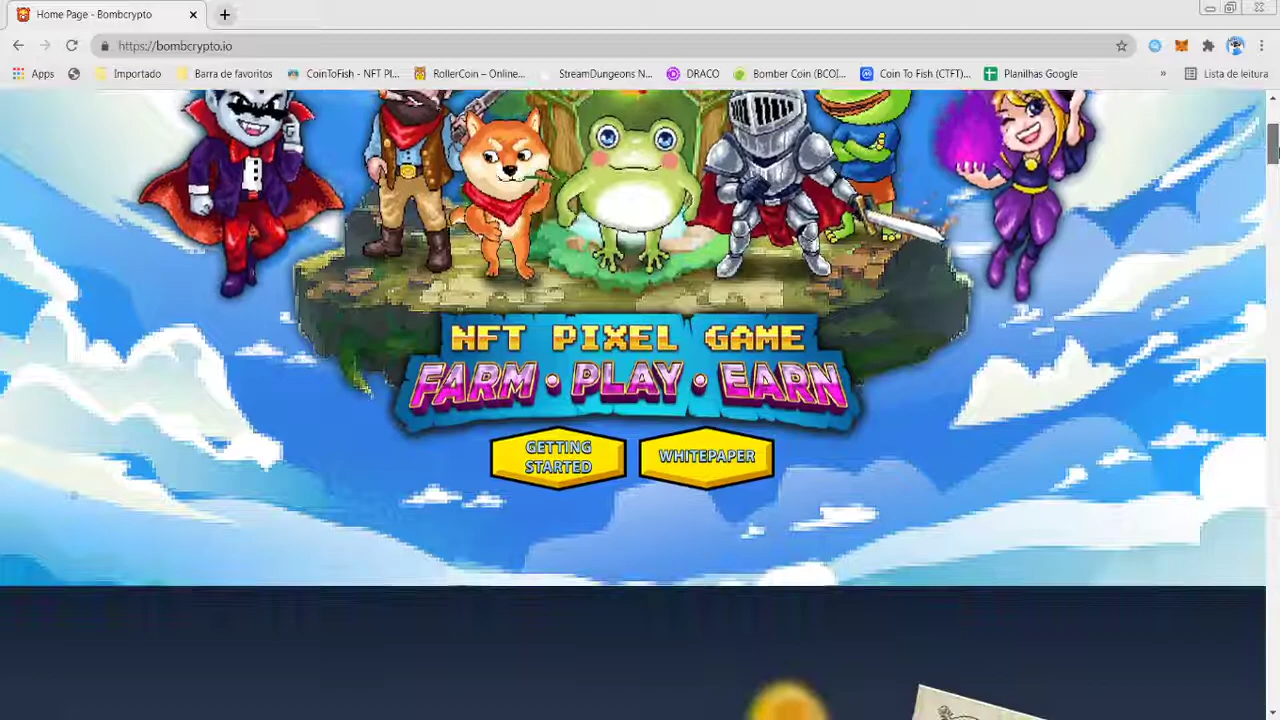 Home Page - Bombcrypto
https://bombcrypto.io
Apps
Importado
Barra de favoritos
CoinToFish - NFT Pl...
RollerCoin – Online...
StreamDungeons N...
DRACO
Bomber Coin (BCOI...
Coin To Fish (CTFT)...
Planilhas Google
»
Lista de leitura
NFT PIXEL GAME
FARM • PLAY • EARN
GETTING
STARTED
WHITEPAPER